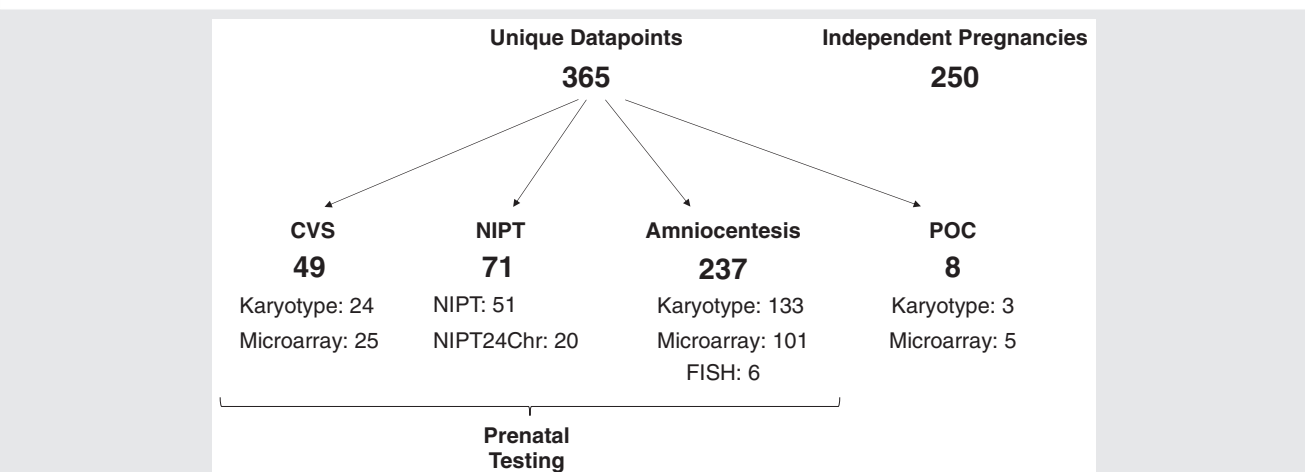 Unique Datapoints
365
Independent Pregnancies
250
CVS
49
Karyotype: 24
Microarray: 25
NIPT
71
NIPT: 51
NIPT24Chr: 20
Amniocentesis
237
Karyotype: 133
Microarray: 101
FISH: 6
POC
8
Karyotype: 3
Microarray: 5
Prenatal
Testing